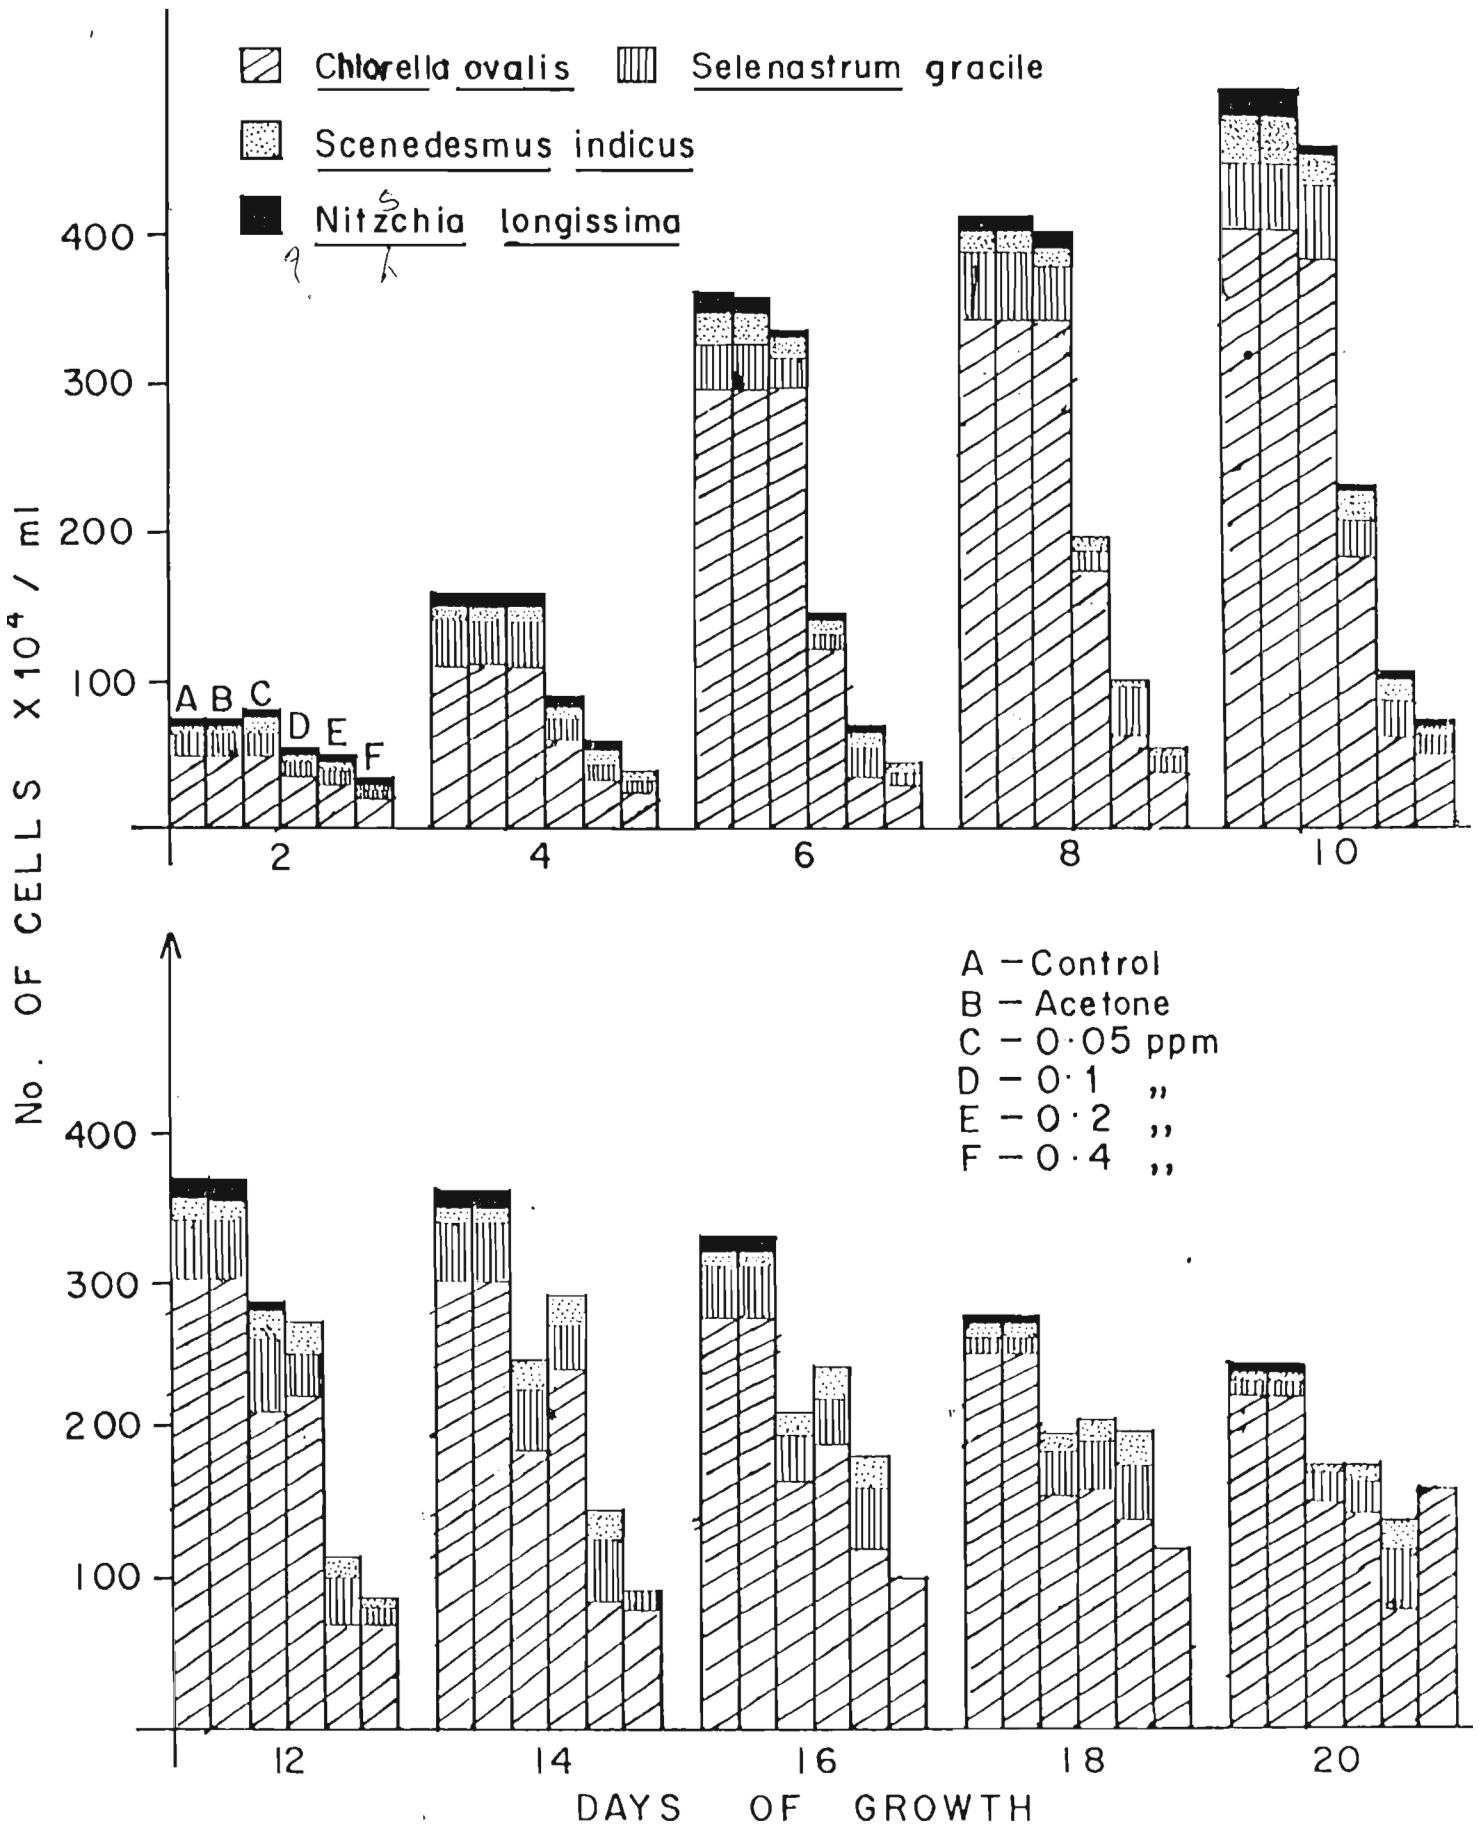 Chlorella ovalis Selenastrum gracile
Scenedesmus indicus
s
Nitzchia longissima
h
400
300
200
100
A B C D E F
2 4 6 8 10
No. OF CELLS X10⁴ / ml
A – Control
B – Acetone
C – 0·05 ppm
D – 0·1 ,,
E – 0·2 ,,
F – 0·4 ,,
400
300
200
100
12 14 16 18 20
DAYS OF GROWTH